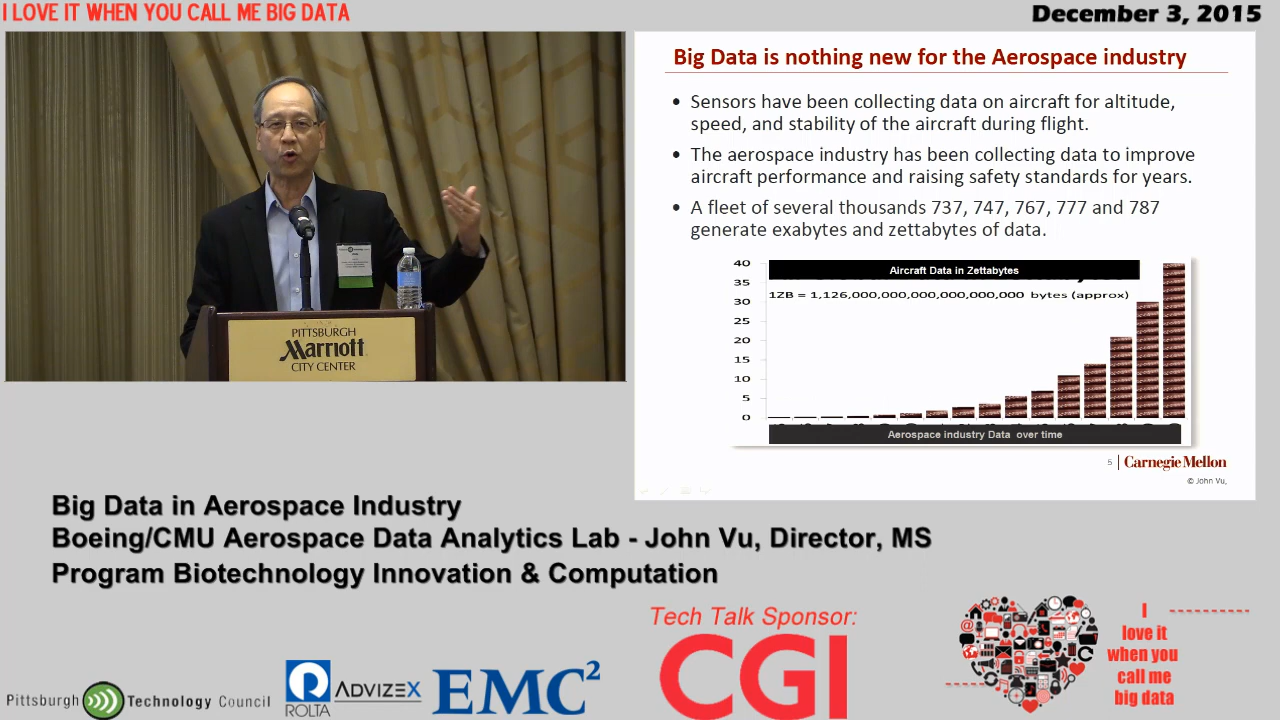 I LOVE IT WHEN YOU CALL ME BIG DATA
December 3, 2015
PITTSBURGH
Marriott
CITY CENTER
Big Data is nothing new for the Aerospace industry
• Sensors have been collecting data on aircraft for altitude,
speed, and stability of the aircraft during flight.
• The aerospace industry has been collecting data to improve
aircraft performance and raising safety standards for years.
• A fleet of several thousands 737, 747, 767, 777 and 787
generate exabytes and zettabytes of data.
Aircraft Data in Zettabytes
1ZB = 1,126,000,000,000,000,000,000 bytes (approx)
40
35
30
25
20
15
10
5
0
Aerospace industry Data over time
5 | Carnegie Mellon
© John Vu,
Big Data in Aerospace Industry
Boeing/CMU Aerospace Data Analytics Lab - John Vu, Director, MS
Program Biotechnology Innovation & Computation
Tech Talk Sponsor:
CGI
Pittsburgh Technology Council
ROLTA
ADVIZEX
EMC²
I
love it
when you
call me
big data